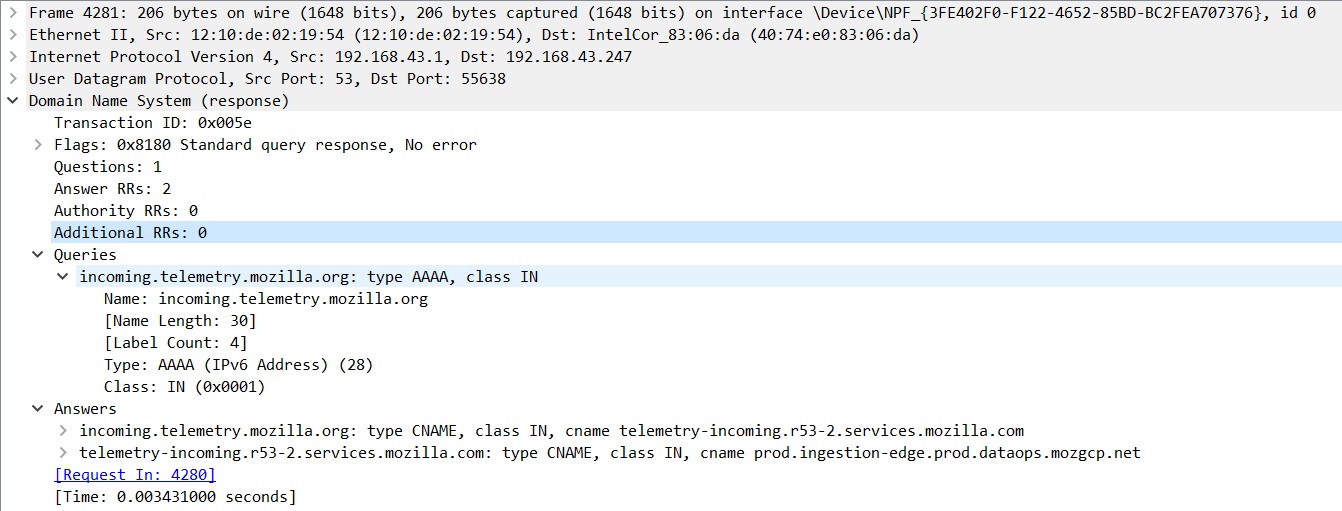 Frame 4281: 206 bytes on wire (1648 bits), 206 bytes captured (1648 bits) on interface \Device\NPF_{3FE402F0-F122-4652-85BD-BC2FEA707376}, id 0
Ethernet II, Src: 12:10:de:02:19:54 (12:10:de:02:19:54), Dst: IntelCor_83:06:da (40:74:e0:83:06:da)
Internet Protocol Version 4, Src: 192.168.43.1, Dst: 192.168.43.247
User Datagram Protocol, Src Port: 53, Dst Port: 55638
Domain Name System (response)
Transaction ID: 0x005e
Flags: 0x8180 Standard query response, No error
Questions: 1
Answer RRs: 2
Authority RRs: 0
Additional RRs: 0
Queries
incoming.telemetry.mozilla.org: type AAAA, class IN
Name: incoming.telemetry.mozilla.org
[Name Length: 30]
[Label Count: 4]
Type: AAAA (IPv6 Address) (28)
Class: IN (0x0001)
Answers
incoming.telemetry.mozilla.org: type CNAME, class IN, cname telemetry-incoming.r53-2.services.mozilla.com
telemetry-incoming.r53-2.services.mozilla.com: type CNAME, class IN, cname prod.ingestion-edge.prod.dataops.mozgcp.net
[Request In: 4280]
[Time: 0.003431000 seconds]